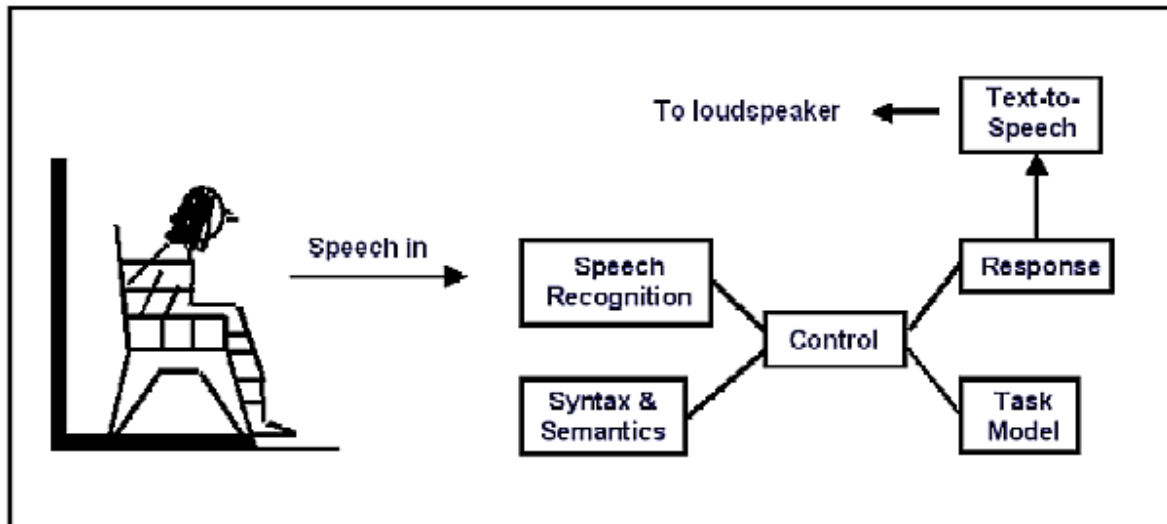 To loudspeaker
Text-to-
Speech
Speech in
Speech
Recognition
Response
Control
Syntax &
Semantics
Task
Model